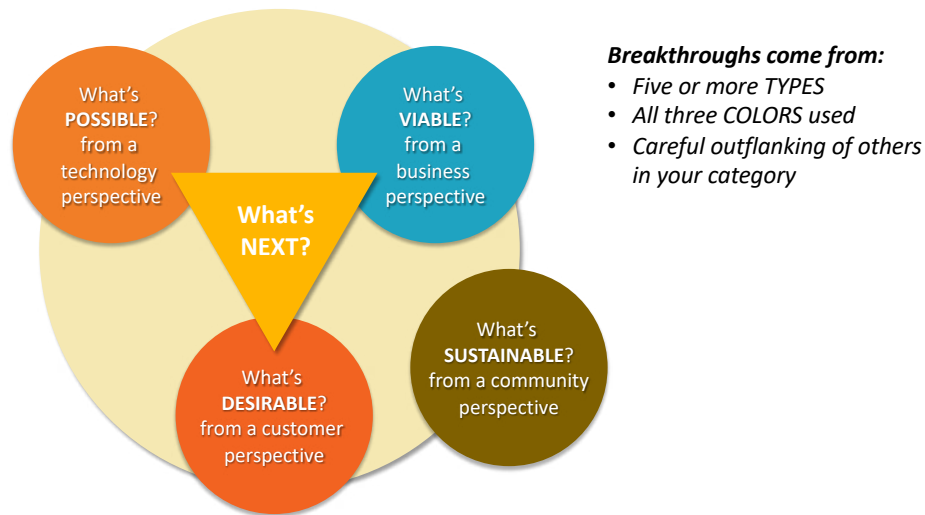 What's
POSSIBLE?
from a
technology
perspective
What's
VIABLE?
from a
business
perspective
What's
NEXT?
What's
DESIRABLE?
from a customer
perspective
What's
SUSTAINABLE?
from a community
perspective
Breakthroughs come from:
• Five or more TYPES
• All three COLORS used
• Careful outflanking of others
in your category